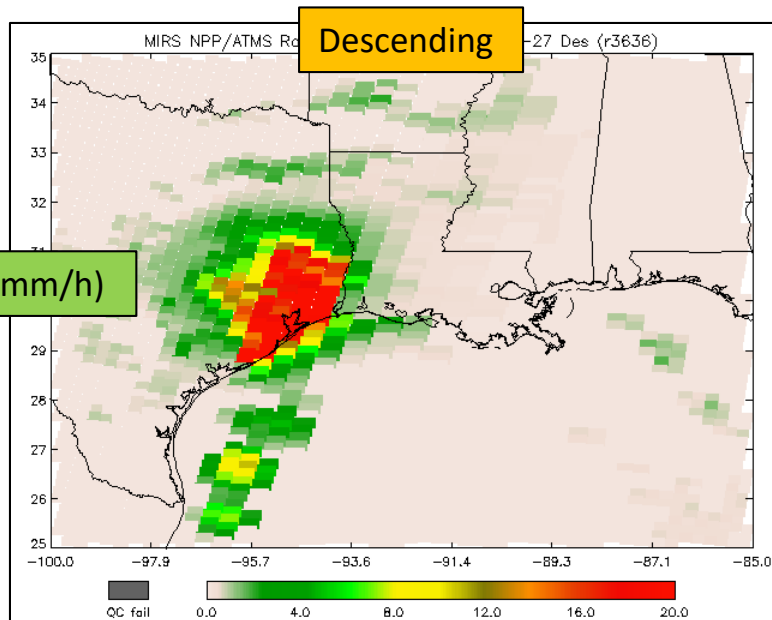 MIRS NPP/ATMS
Descending
-27 Des (r3636)
mm/h)
35
34
33
32
31
29
28
27
26
25
-100.0 -97.9 -95.7 -93.6 -91.4 -89.3 -87.1 -85.0
QC fail 0.0 4.0 8.0 12.0 16.0 20.0